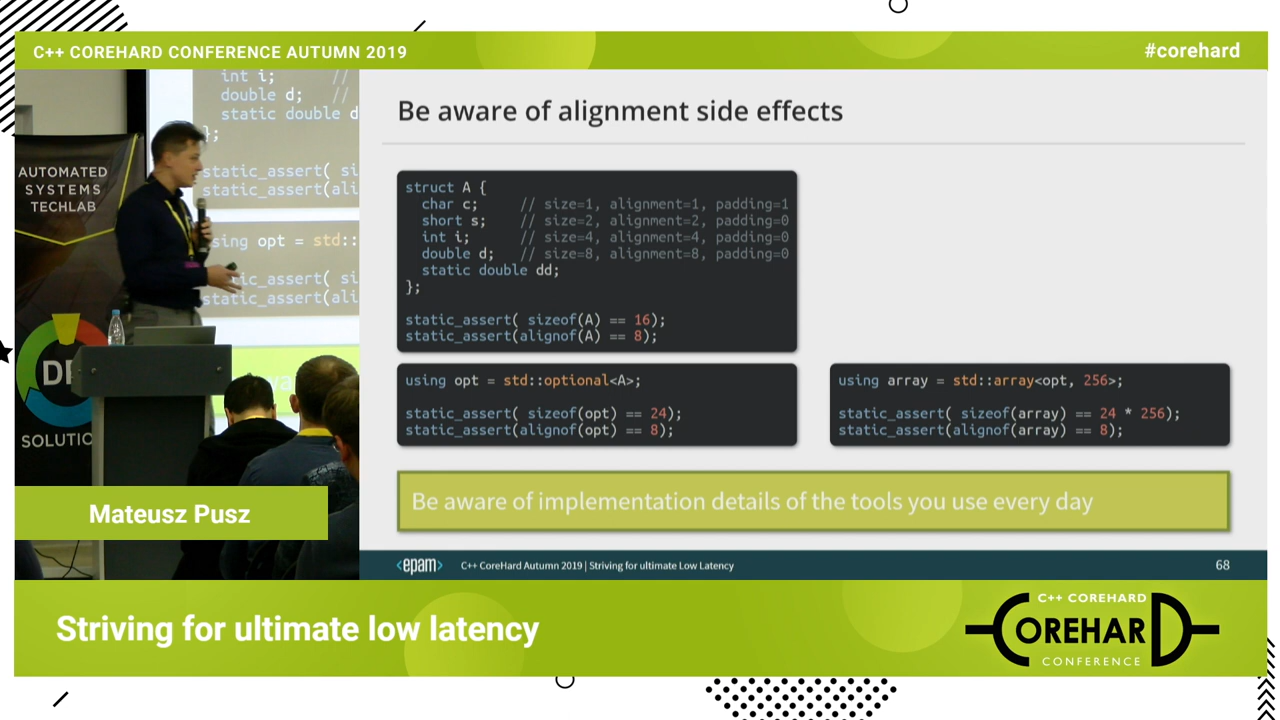 C++ COREHARD CONFERENCE AUTUMN 2019
#corehard
int i; //
double d; //
static double d
};
static_assert( si
static_assert(ali
using opt = std::
static_assert( si
static_assert(ali
AUTOMATED
SYSTEMS
TECHLAB
SOLUTIO
Mateusz Pusz
Be aware of alignment side effects
struct A {
char c; // size=1, alignment=1, padding=1
short s; // size=2, alignment=2, padding=0
int i; // size=4, alignment=4, padding=0
double d; // size=8, alignment=8, padding=0
static double dd;
};
static_assert( sizeof(A) == 16);
static_assert(alignof(A) == 8);
using opt = std::optional<A>;
static_assert( sizeof(opt) == 24);
static_assert(alignof(opt) == 8);
using array = std::array<opt, 256>;
static_assert( sizeof(array) == 24 * 256);
static_assert(alignof(array) == 8);
Be aware of implementation details of the tools you use every day
<epam> C++ CoreHard Autumn 2019 | Striving for ultimate Low Latency 68
Striving for ultimate low latency
C++ COREHARD
COREHARD
CONFERENCE